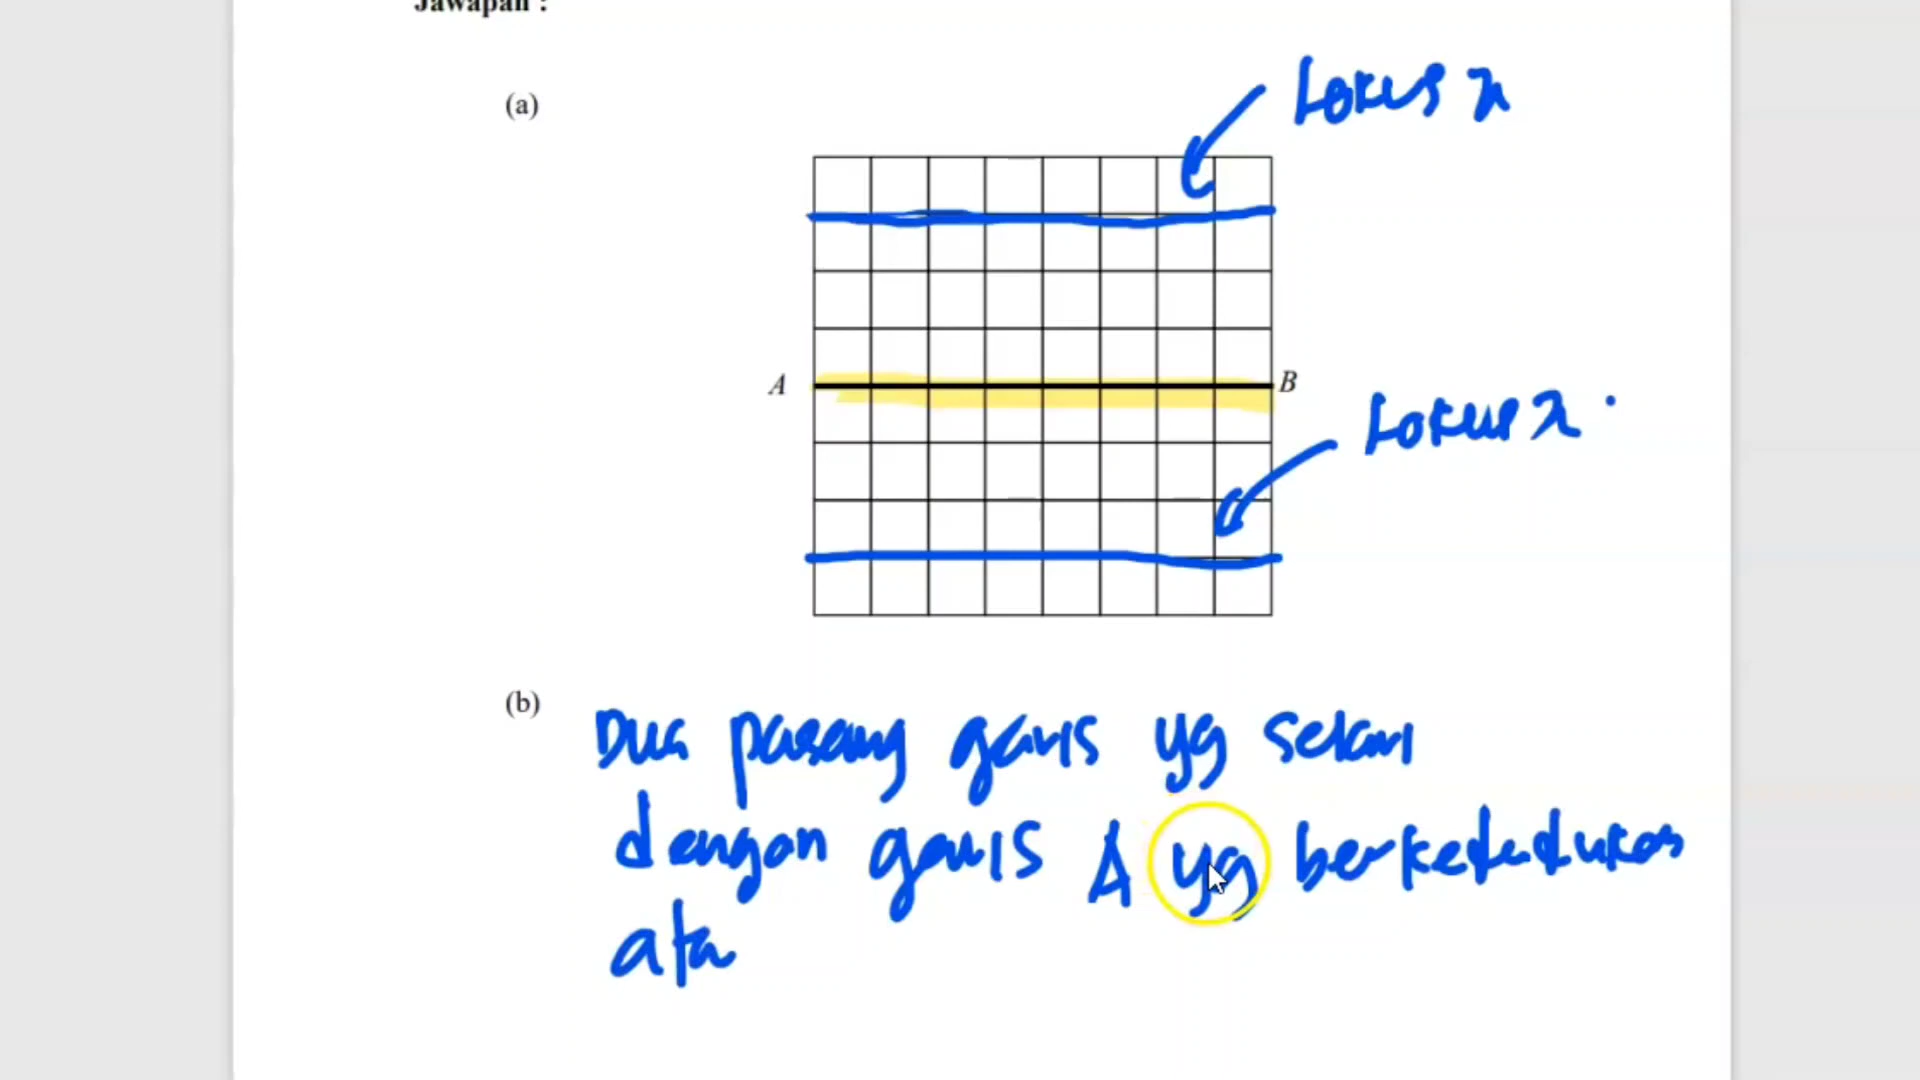 Jawapan :
(a)
Lokus x
A
B
Lokus x.
(b)
Dua pasang garis yg selari
dengan garis A yg berkedudukan
ata